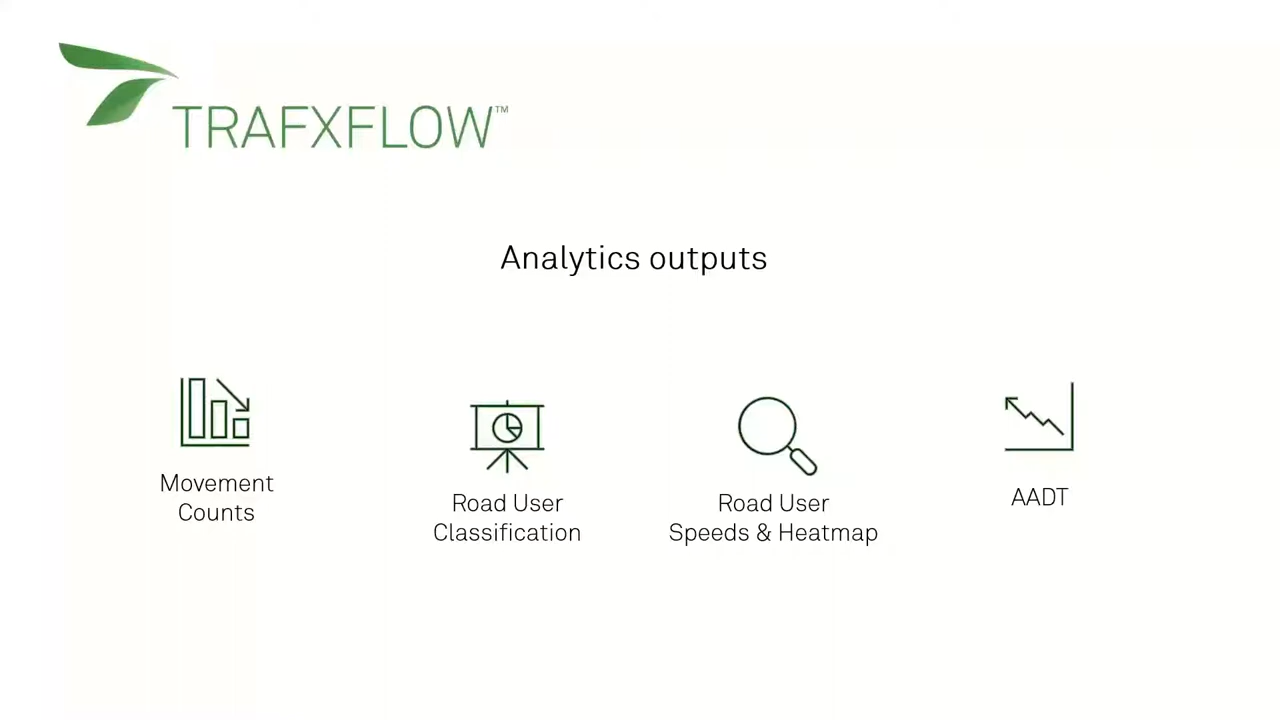 TRAFXFLOW™
Analytics outputs
Movement
Counts
Road User
Classification
Road User
Speeds & Heatmap
AADT